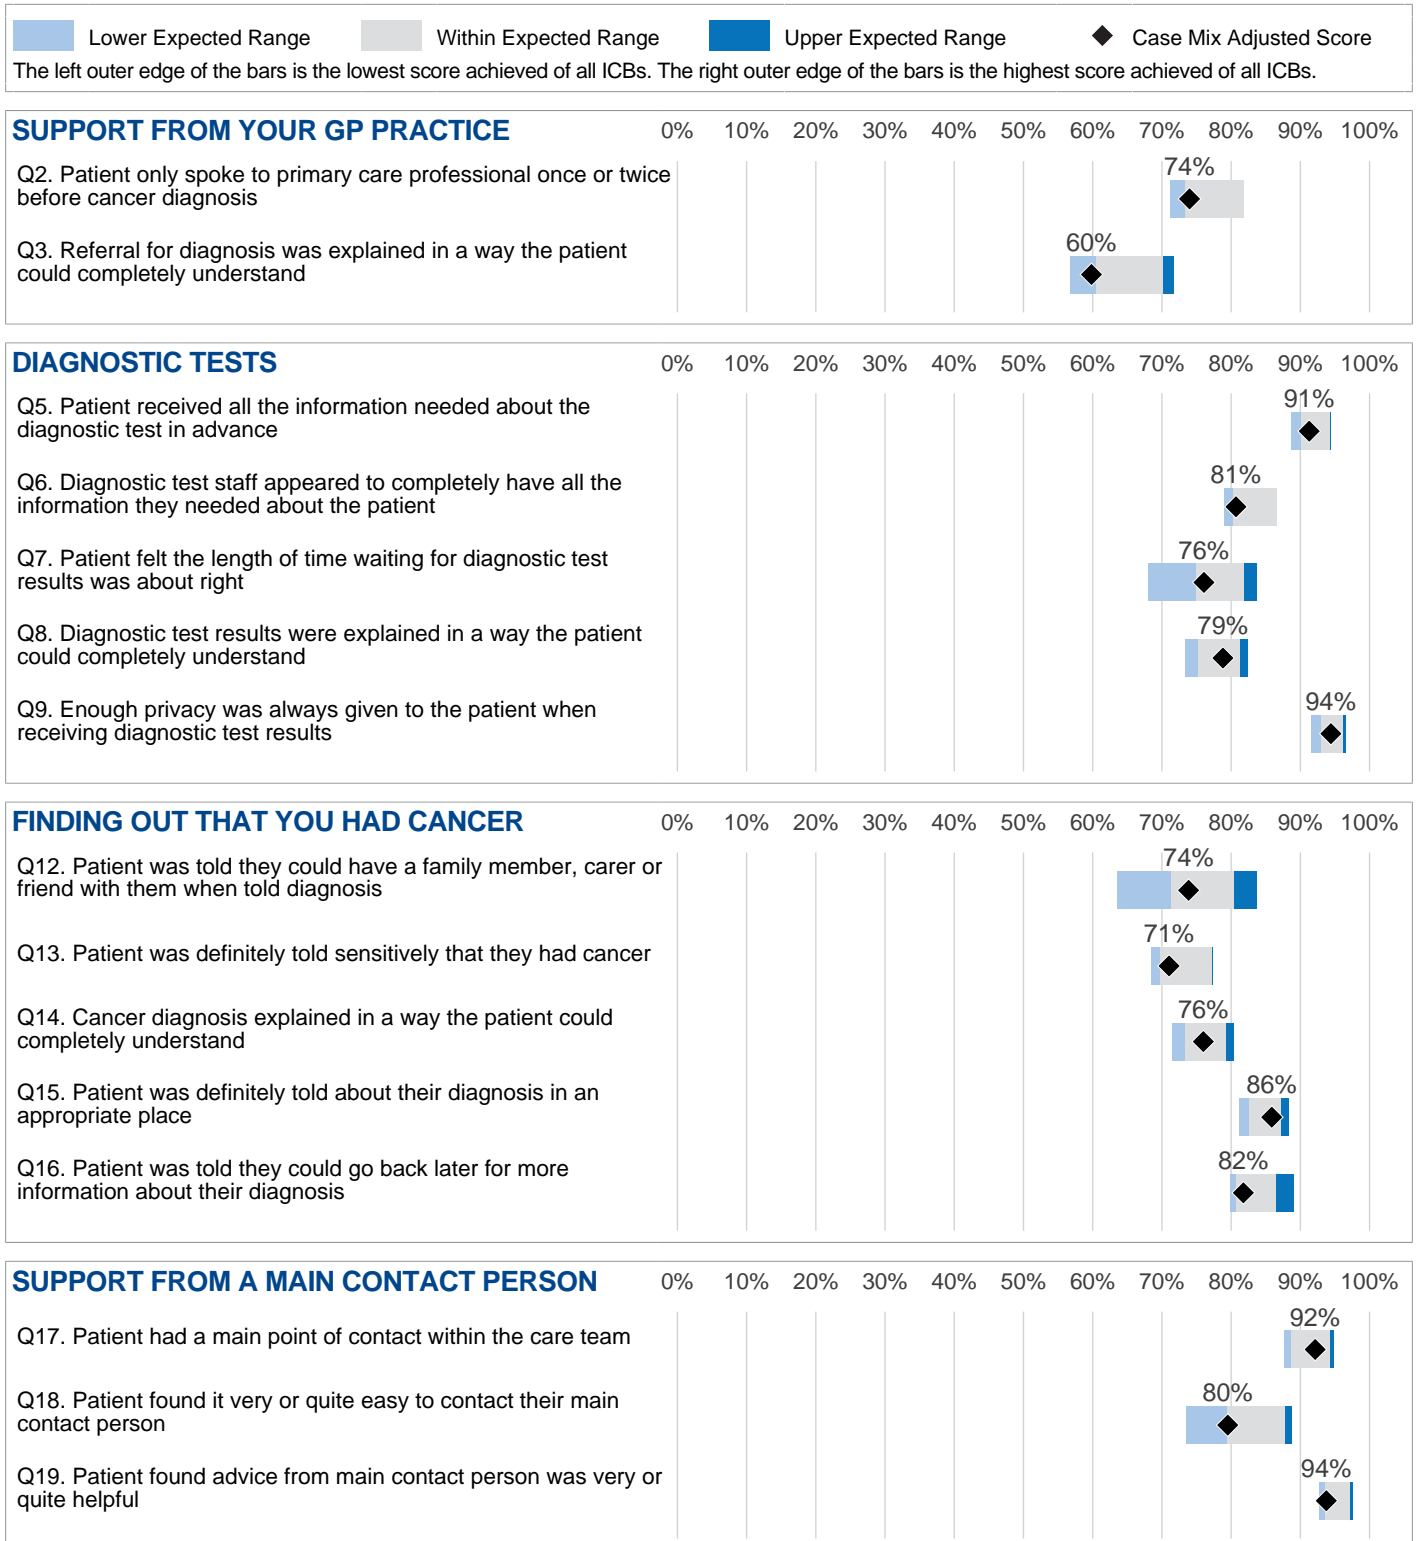 Lower Expected Range Within Expected Range Upper Expected Range Case Mix Adjusted Score
The left outer edge of the bars is the lowest score achieved of all ICBs. The right outer edge of the bars is the highest score achieved of all ICBs.
SUPPORT FROM YOUR GP PRACTICE 0% 10% 20% 30% 40% 50% 60% 70% 80% 90% 100%
Q2. Patient only spoke to primary care professional once or twice
before cancer diagnosis
74%
Q3. Referral for diagnosis was explained in a way the patient
could completely understand
60%
DIAGNOSTIC TESTS 0% 10% 20% 30% 40% 50% 60% 70% 80% 90% 100%
Q5. Patient received all the information needed about the
diagnostic test in advance
91%
Q6. Diagnostic test staff appeared to completely have all the
information they needed about the patient
81%
Q7. Patient felt the length of time waiting for diagnostic test
results was about right
76%
Q8. Diagnostic test results were explained in a way the patient
could completely understand
79%
Q9. Enough privacy was always given to the patient when
receiving diagnostic test results
94%
FINDING OUT THAT YOU HAD CANCER 0% 10% 20% 30% 40% 50% 60% 70% 80% 90% 100%
Q12. Patient was told they could have a family member, carer or
friend with them when told diagnosis
74%
Q13. Patient was definitely told sensitively that they had cancer
71%
Q14. Cancer diagnosis explained in a way the patient could
completely understand
76%
Q15. Patient was definitely told about their diagnosis in an
appropriate place
86%
Q16. Patient was told they could go back later for more
information about their diagnosis
82%
SUPPORT FROM A MAIN CONTACT PERSON 0% 10% 20% 30% 40% 50% 60% 70% 80% 90% 100%
Q17. Patient had a main point of contact within the care team
92%
Q18. Patient found it very or quite easy to contact their main
contact person
80%
Q19. Patient found advice from main contact person was very or
quite helpful
94%